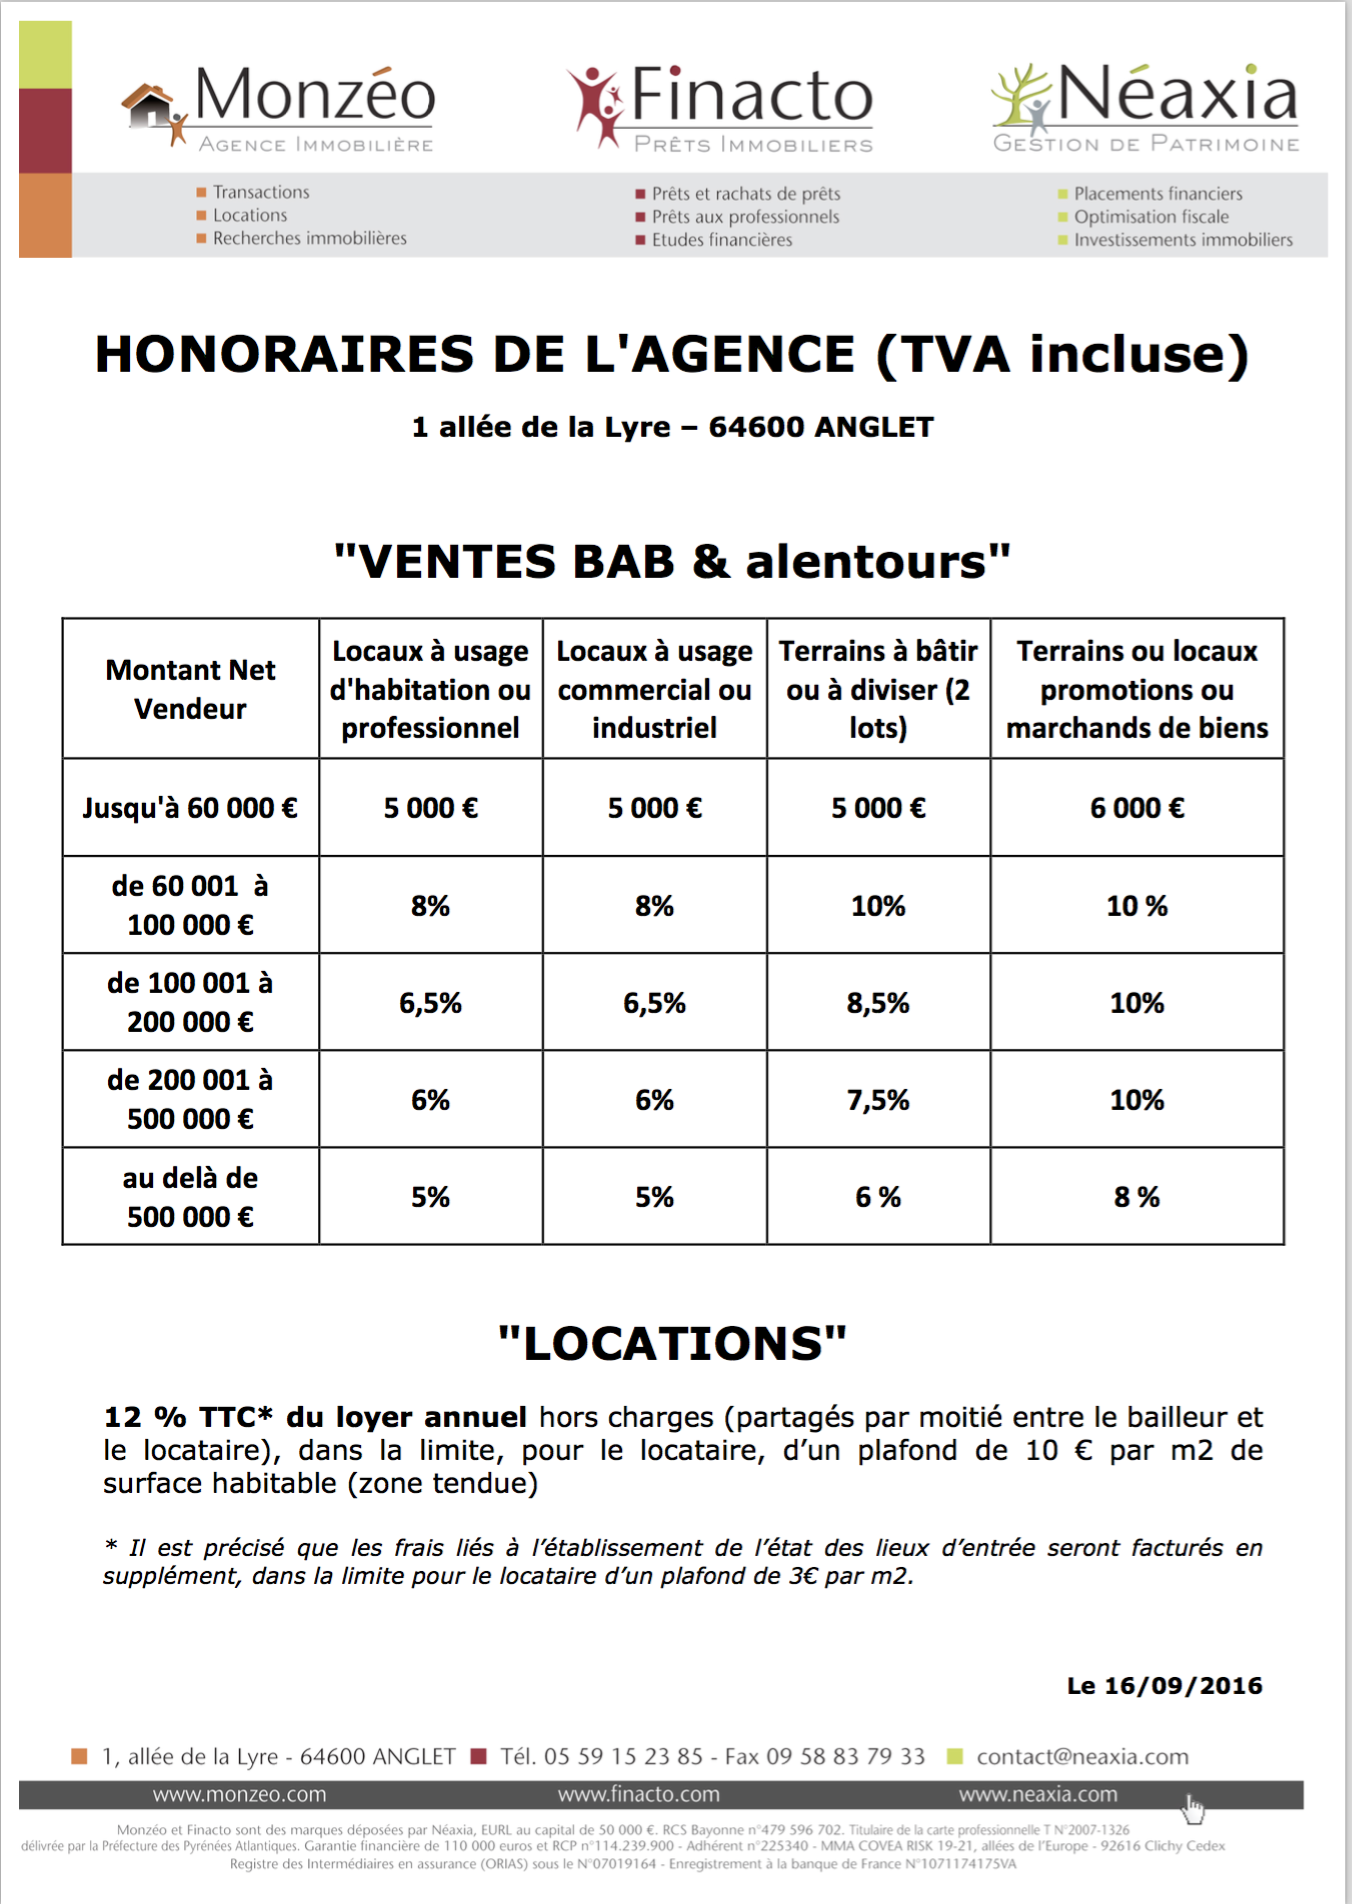 Monzéo
AGENCE IMMOBILIÈRE
Finacto
PRÊTS IMMOBILIERS
Néaxia
GESTION DE PATRIMOINE
Transactions
Locations
Recherches immobilières
Prêts et rachats de prêts
Prêts aux professionnels
Etudes financières
Placements financiers
Optimisation fiscale
Investissements immobiliers
HONORAIRES DE L'AGENCE (TVA incluse)
1 allée de la Lyre – 64600 ANGLET
"VENTES BAB & alentours"
Montant Net
Vendeur
Locaux à usage
d'habitation ou
professionnel
Locaux à usage
commercial ou
industriel
Terrains à bâtir
ou à diviser (2
lots)
Terrains ou locaux
promotions ou
marchands de biens
Jusqu'à 60 000 €
5 000 €
5 000 €
5 000 €
6 000 €
de 60 001 à
100 000 €
8%
8%
10%
10 %
de 100 001 à
200 000 €
6,5%
6,5%
8,5%
10%
de 200 001 à
500 000 €
6%
6%
7,5%
10%
au delà de
500 000 €
5%
5%
6 %
8 %
"LOCATIONS"
12 % TTC* du loyer annuel hors charges (partagés par moitié entre le bailleur et
le locataire), dans la limite, pour le locataire, d’un plafond de 10 € par m2 de
surface habitable (zone tendue)
* Il est précisé que les frais liés à l’établissement de l’état des lieux d’entrée seront facturés en
supplément, dans la limite pour le locataire d’un plafond de 3€ par m2.
Le 16/09/2016
1, allée de la Lyre - 64600 ANGLET Tél. 05 59 15 23 85 - Fax 09 58 83 79 33 contact@neaxia.com
www.monzeo.com www.finacto.com www.neaxia.com
Monzéo et Finacto sont des marques déposées par Néaxia, EURL au capital de 50 000 €. RCS Bayonne n°479 596 702. Titulaire de la carte professionnelle T N°2007-1326
délivrée par la Préfecture des Pyrénées Atlantiques. Garantie financière de 110 000 euros et RCP n°114.239.900 - Adhérent n°225340 - MMA COVEA RISK 19-21, allées de l'Europe - 92616 Clichy Cedex
Registre des Intermédiaires en assurance (ORIAS) sous le N°07019164 - Enregistrement à la banque de France N°1071174175VA